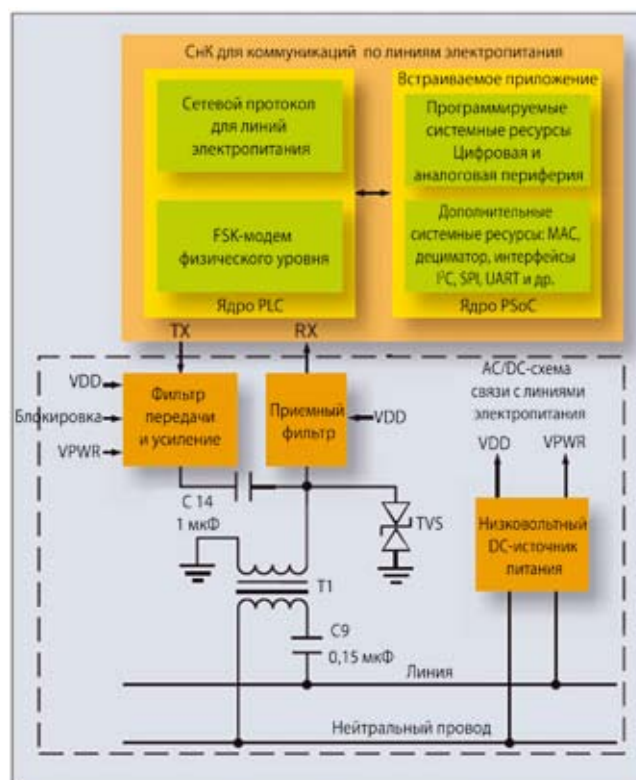 СнК для коммуникаций по линиям электропитания
Сетевой протокол
для линий
электропитания
FSK-модем
физического уровня
Ядро PLC
Встраиваемое приложение
Программируемые
системные ресурсы
Цифровая и
аналоговая периферия
Дополнительные
системные ресурсы: MAC,
дециматор, интерфейсы
I²C, SPI, UART и др.
Ядро PSoC
TX
RX
VDD
Блокировка
VPWR
Фильтр
передачи
и усиление
Приемный
фильтр
VDD
AC/DC-схема
связи с линиями
электропитания
VDD
VPWR
C 14
1 мкФ
TVS
Низковольтный
DC-источник
питания
T1
C9
0,15 мкФ
Линия
Нейтральный провод